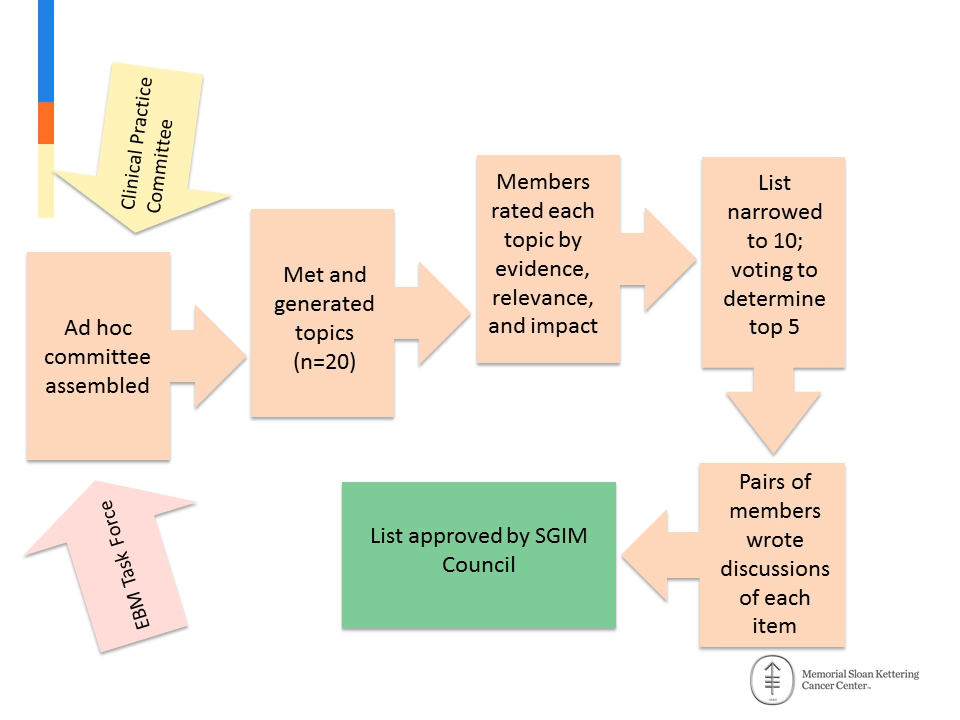 Clinical Practice
Committee
Ad hoc
committee
assembled
EBM Task Force
Met and
generated
topics
(n=20)
Members
rated each
topic by
evidence,
relevance,
and impact
List
narrowed
to 10;
voting to
determine
top 5
Pairs of
members
wrote
discussions
of each
item
List approved by SGIM
Council
Memorial Sloan Kettering
Cancer Center™